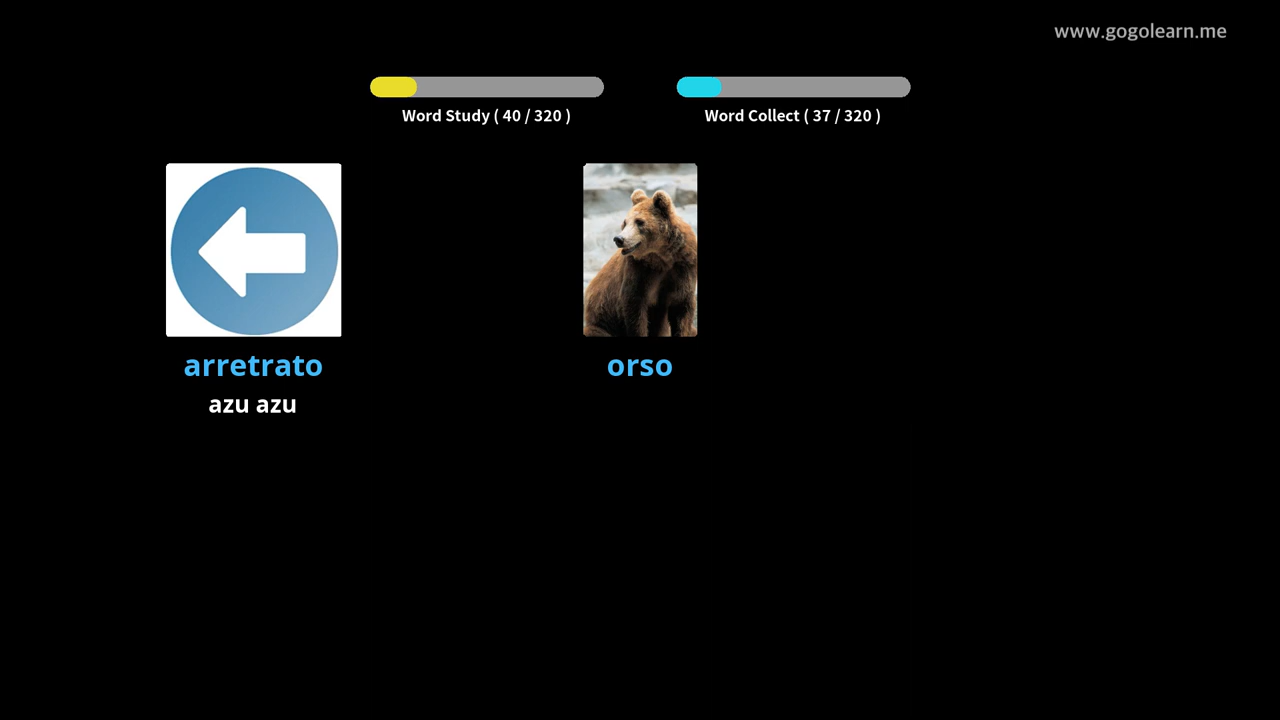 www.gogolearn.me
Word Study ( 40 / 320 )
Word Collect ( 37 / 320 )
arretrato
orso
azu azu